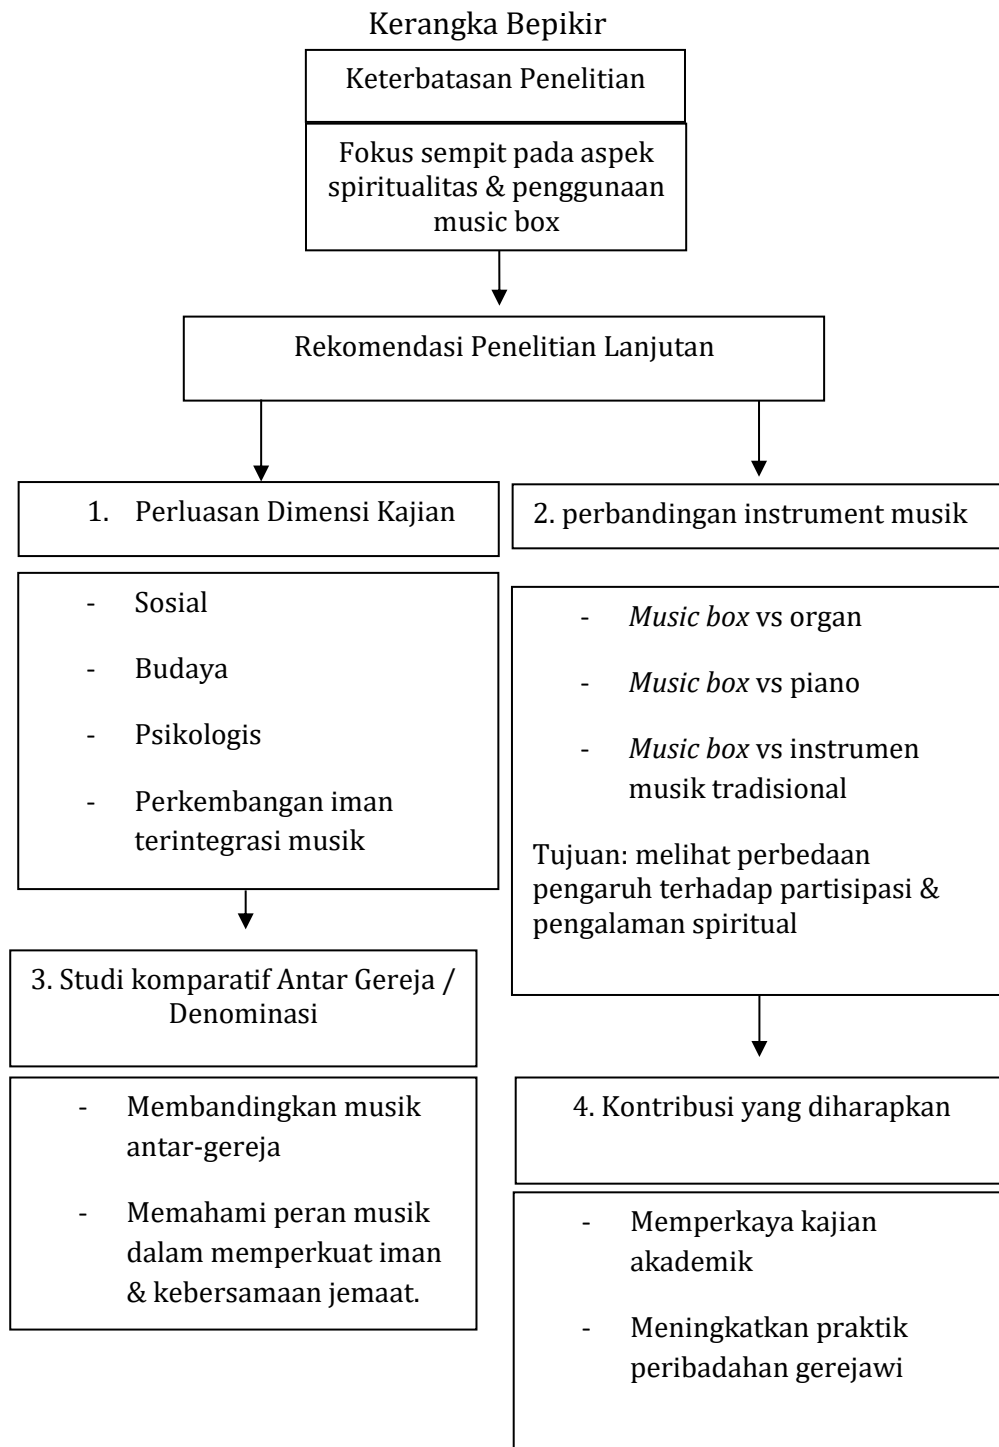 Kerangka Bepikir
Keterbatasan Penelitian
Fokus sempit pada aspek
spiritualitas & penggunaan
music box
Rekomendasi Penelitian Lanjutan
1. Perluasan Dimensi Kajian
- Sosial
- Budaya
- Psikologis
- Perkembangan iman
terintegrasi musik
2. perbandingan instrument musik
- Music box vs organ
- Music box vs piano
- Music box vs instrumen
musik tradisional
Tujuan: melihat perbedaan
pengaruh terhadap partisipasi &
pengalaman spiritual
3. Studi komparatif Antar Gereja /
Denominasi
- Membandingkan musik
antar-gereja
- Memahami peran musik
dalam memperkuat iman
& kebersamaan jemaat.
4. Kontribusi yang diharapkan
- Memperkaya kajian
akademik
- Meningkatkan praktik
peribadahan gerejawi